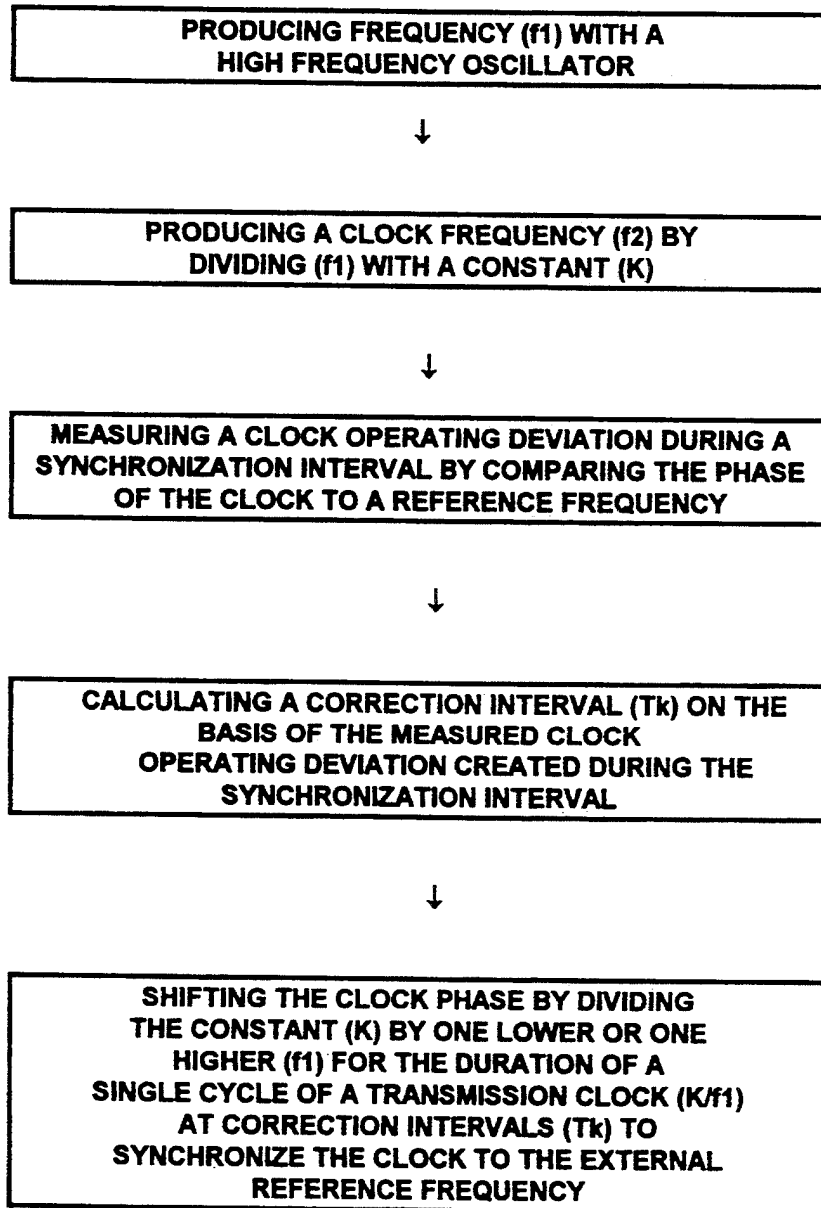 PRODUCING FREQUENCY (f1) WITH A
HIGH FREQUENCY OSCILLATOR
↓
PRODUCING A CLOCK FREQUENCY (f2) BY
DIVIDING (f1) WITH A CONSTANT (K)
↓
MEASURING A CLOCK OPERATING DEVIATION DURING A
SYNCHRONIZATION INTERVAL BY COMPARING THE PHASE
OF THE CLOCK TO A REFERENCE FREQUENCY
↓
CALCULATING A CORRECTION INTERVAL (Tk) ON THE
BASIS OF THE MEASURED CLOCK
OPERATING DEVIATION CREATED DURING THE
SYNCHRONIZATION INTERVAL
↓
SHIFTING THE CLOCK PHASE BY DIVIDING
THE CONSTANT (K) BY ONE LOWER OR ONE
HIGHER (f1) FOR THE DURATION OF A
SINGLE CYCLE OF A TRANSMISSION CLOCK (K/f1)
AT CORRECTION INTERVALS (Tk) TO
SYNCHRONIZE THE CLOCK TO THE EXTERNAL
REFERENCE FREQUENCY